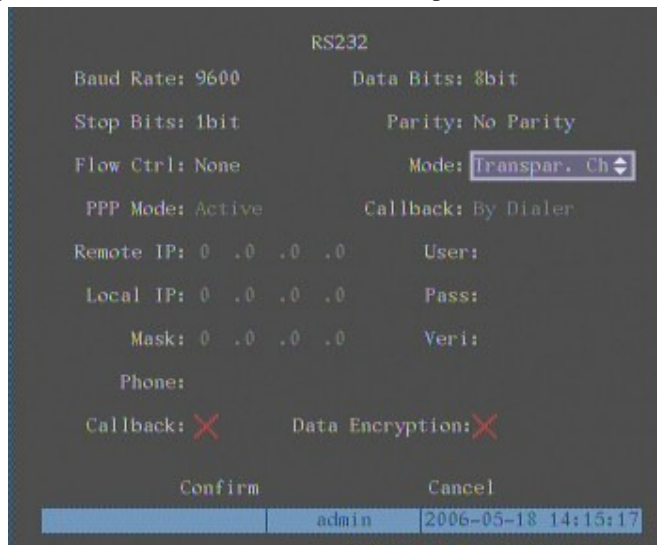 RS232
Baud Rate: 9600 Data Bits: 8bit
Stop Bits: 1bit Parity: No Parity
Flow Ctrl: None Mode: Transpar. Ch
PPP Mode: Active Callback: By Dialer
Remote IP: 0 .0 .0 .0 User:
Local IP: 0 .0 .0 .0 Pass:
Mask: 0 .0 .0 .0 Veri:
Phone:
Callback: Data Encryption:
Confirm Cancel
admin 2006-05-18 14:15:17